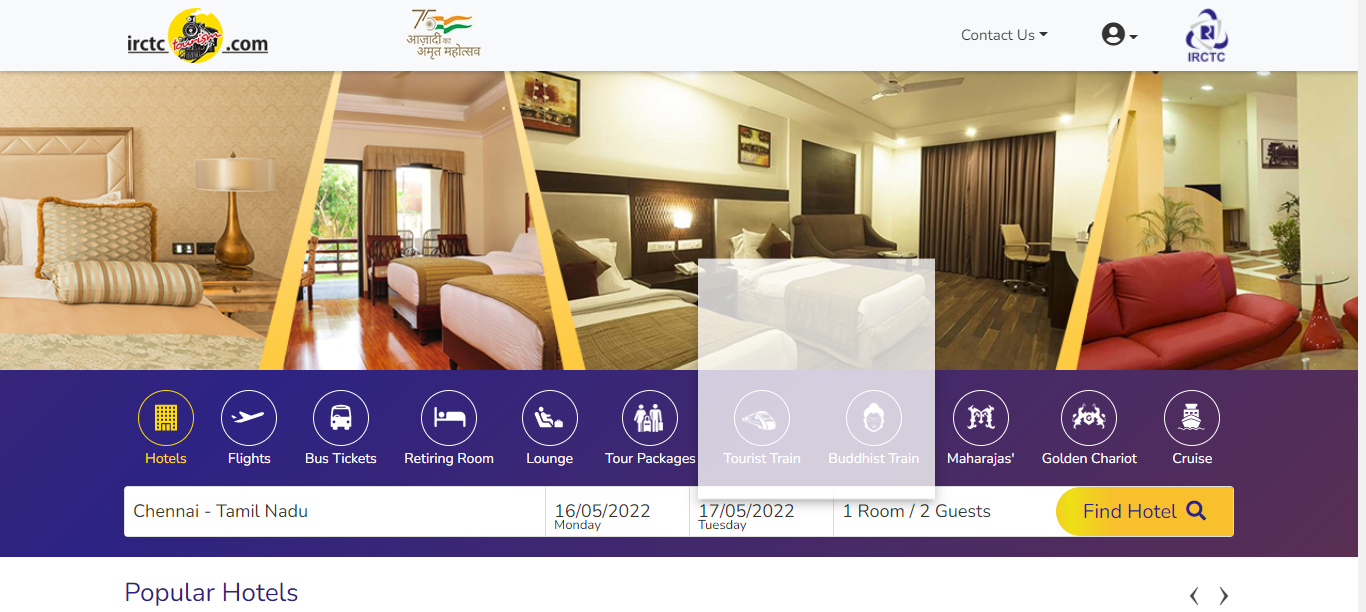 irctc tourism .com
75
आज़ादी का
अमृत महोत्सव
Contact Us
IRCTC
Hotels
Flights
Bus Tickets
Retiring Room
Lounge
Tour Packages
Tourist Train
Buddhist Train
Maharajas'
Golden Chariot
Cruise
Chennai - Tamil Nadu
16/05/2022
Monday
17/05/2022
Tuesday
1 Room / 2 Guests
Find Hotel
Popular Hotels